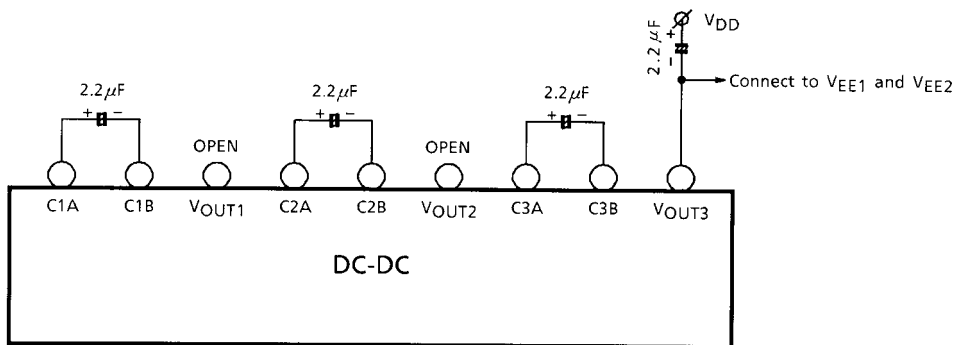 VDD
2.2μF
+
−
Connect to VEE1 and VEE2
2.2μF
+ −
2.2μF
+ −
2.2μF
+ −
OPEN
OPEN
C1A C1B VOUT1 C2A C2B VOUT2 C3A C3B VOUT3
DC-DC